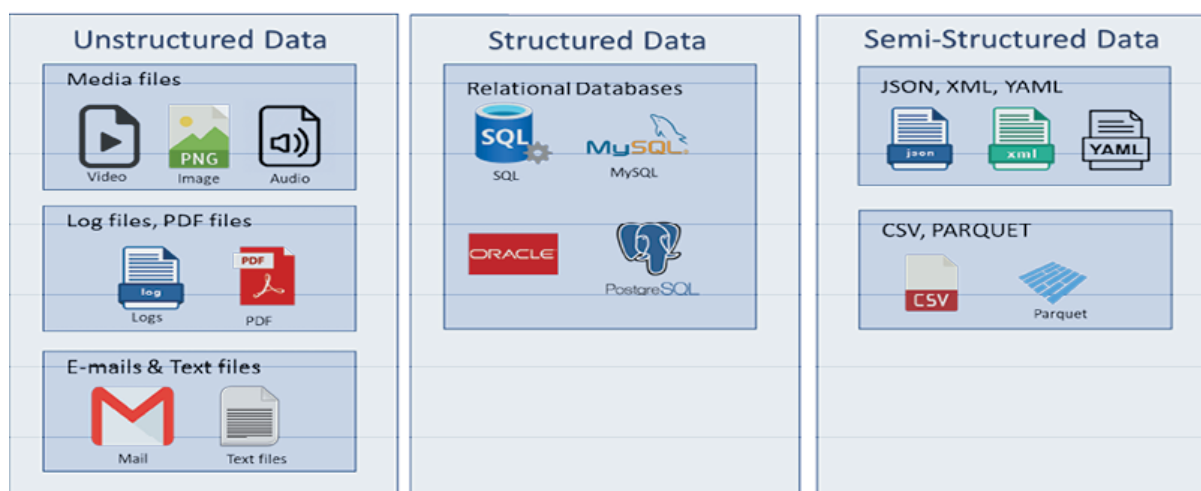 Unstructured Data
Media files
PNG
Video Image Audio
Log files, PDF files
log
PDF
Logs PDF
E-mails & Text files
Mail Text files
Structured Data
Relational Databases
SQL
MySQL
SQL MySQL
ORACLE
PostgreSQL
Semi-Structured Data
JSON, XML, YAML
json xml YAML
CSV, PARQUET
CSV
Parquet